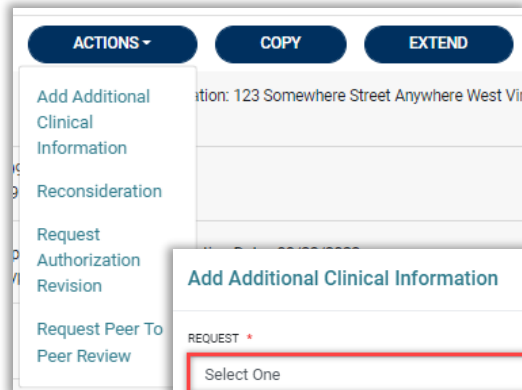 ACTIONS COPY EXTEND
Add Additional
Clinical
Information
ation: 123 Somewhere Street Anywhere West Vir
Reconsideration
Request
Authorization
Revision
Request Peer To
Peer Review
Add Additional Clinical Information
REQUEST *
Select One